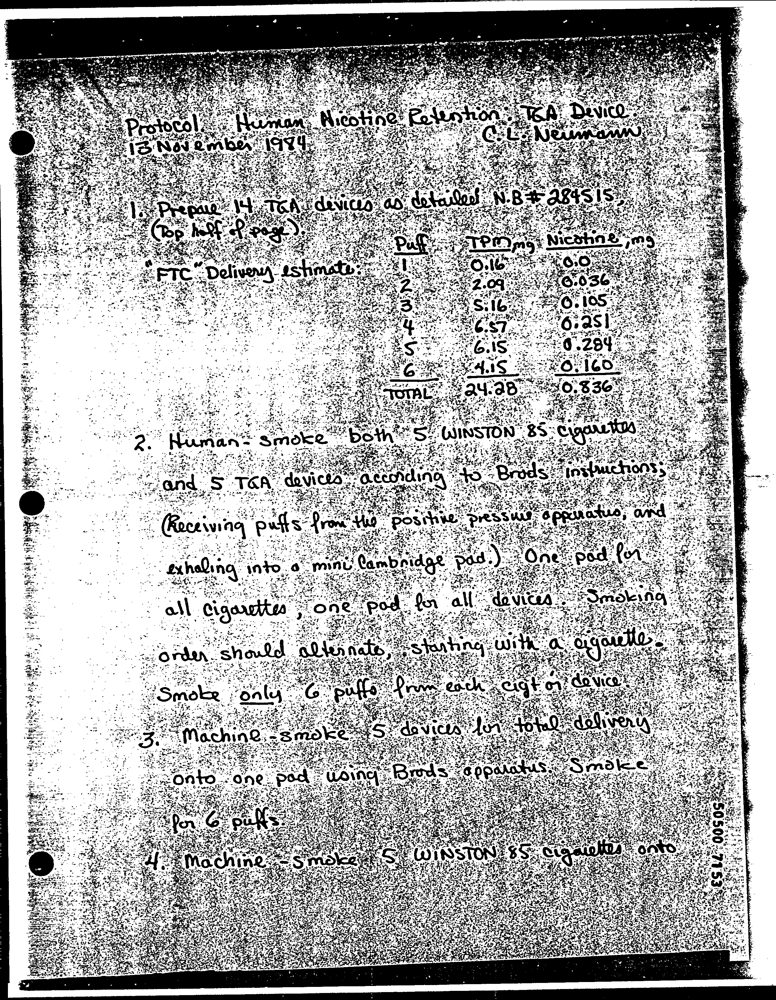 Protocol. Human Nicotine Retention: TGA Device
13 November 1984. C. L. Neumann
1. Prepare 14 TGA devices as detailed N.B# 284515,
(Top half of page).
Puff TPM, mg Nicotine, mg
"FTC" Delivery estimate: 1 0.16 0.0
2 2.09 0.036
3 5.16 0.105
4 6.57 0.251
5 6.15 0.284
6 4.15 0.160
TOTAL 24.28 0.836
2. Human-smoke both 5 WINSTON 85 cigarettes
and 5 TGA devices according to Brods instructions;
(Receiving puffs from the positive pressure apparatus, and
exhaling into a mini Cambridge pad.) One pad for
all cigarettes, one pad for all devices. Smoking
order should alternate, starting with a cigarette.
Smoke only 6 puffs from each cigt or device.
3. Machine-smoke 5 devices for total delivery
onto one pad using Brods apparatus. Smoke
for 6 puffs.
4. Machine-smoke 5 WINSTON 85 cigarettes onto
50500 7153